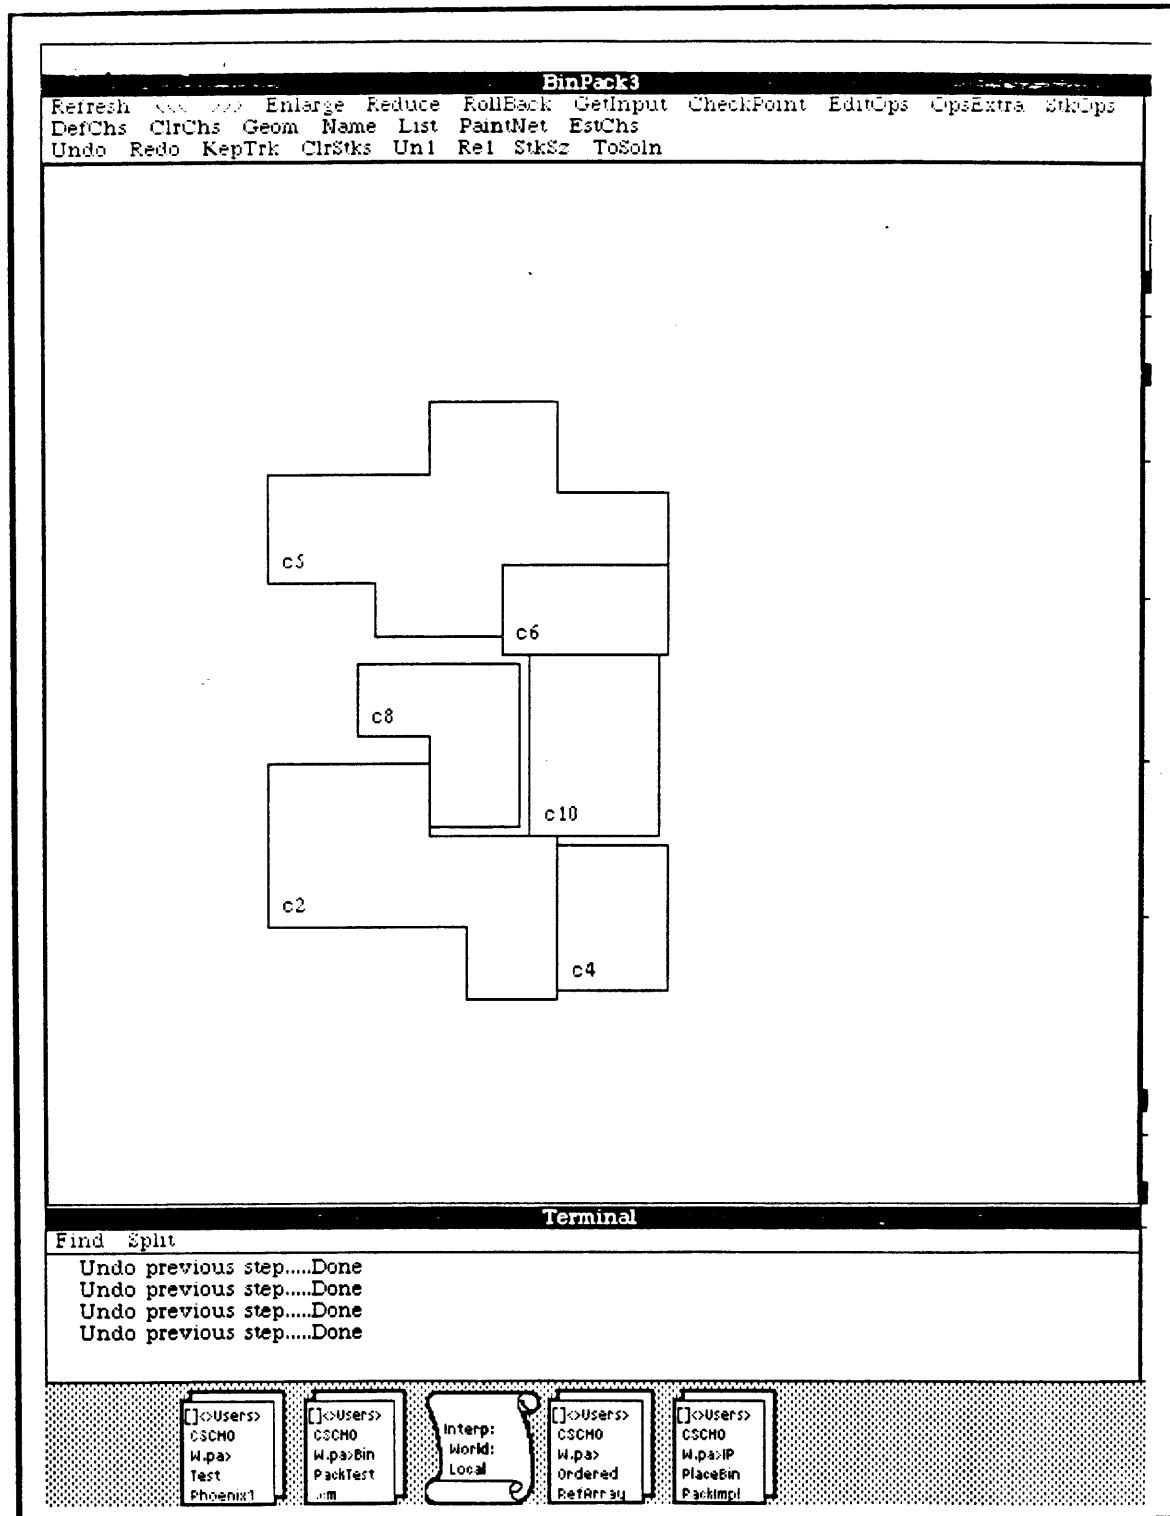 BinPack3
Refresh <<< >>> Enlarge Reduce RollBack GetInput CheckPoint EditOps OpsExtra StkOps
DefChs ClrChs Geom Name List PaintNet EstChs
Undo Redo KepTrk ClrStks Un1 Re1 StkSz ToSoln
c5
c6
c8
c10
c2
c4
Terminal
Find Split
Undo previous step.....Done
Undo previous step.....Done
Undo previous step.....Done
Undo previous step.....Done
[]<>Users>
CSCHO
W.pa>
Test
Phoenix1
[]<>Users>
CSCHO
W.pa>Bin
PackTest
Interp:
World:
Local
[]<>Users>
CSCHO
W.pa>
Ordered
RefArray
[]<>Users>
CSCHO
W.pa>IP
PlaceBin
PackImpl